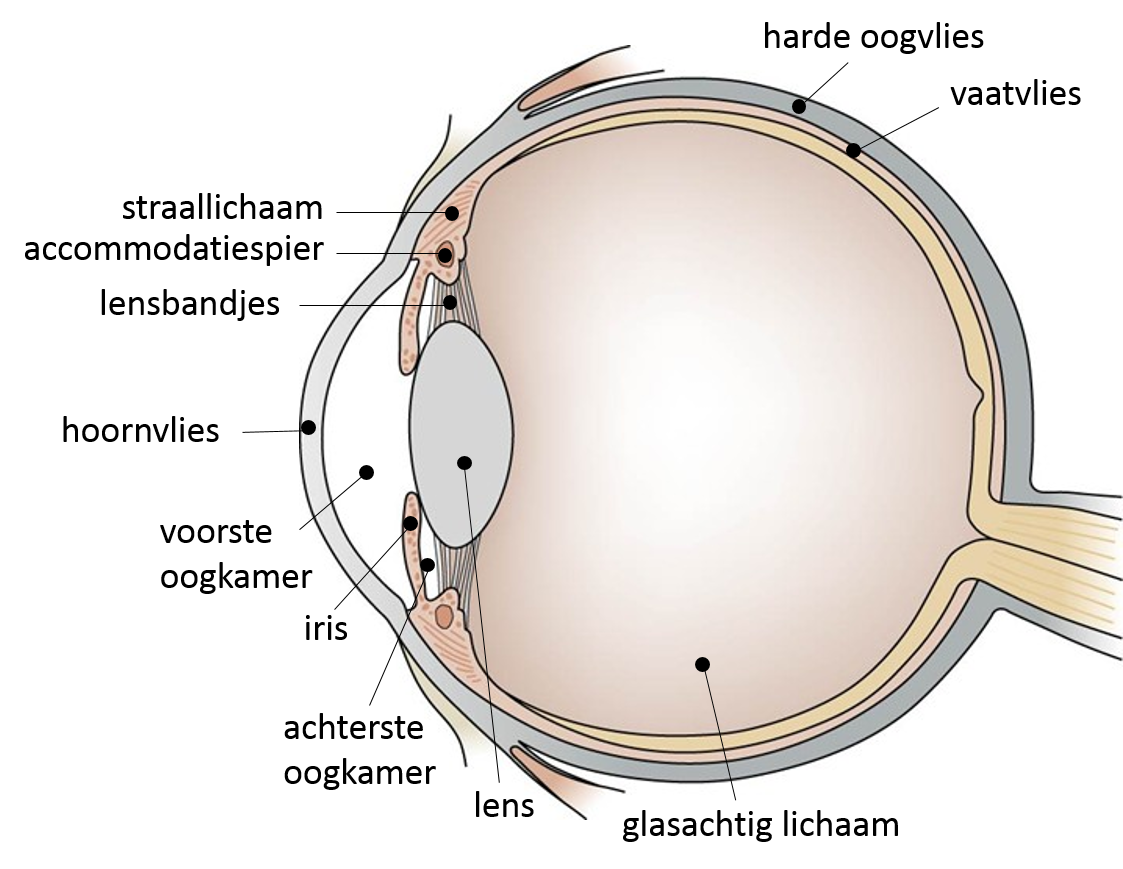 harde oogvlies
vaatvlies
straallichaam
accommodatiespier
lensbandjes
hoornvlies
voorste
oogkamer
iris
achterste
oogkamer
lens
glasachtig lichaam